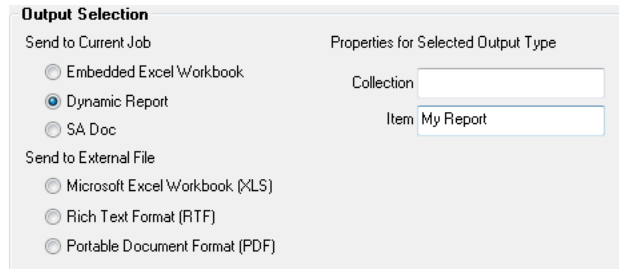 Output Selection
Send to Current Job
Embedded Excel Workbook
Dynamic Report
SA Doc
Send to External File
Microsoft Excel Workbook (XLS)
Rich Text Format (RTF)
Portable Document Format (PDF)
Properties for Selected Output Type
Collection
Item My Report